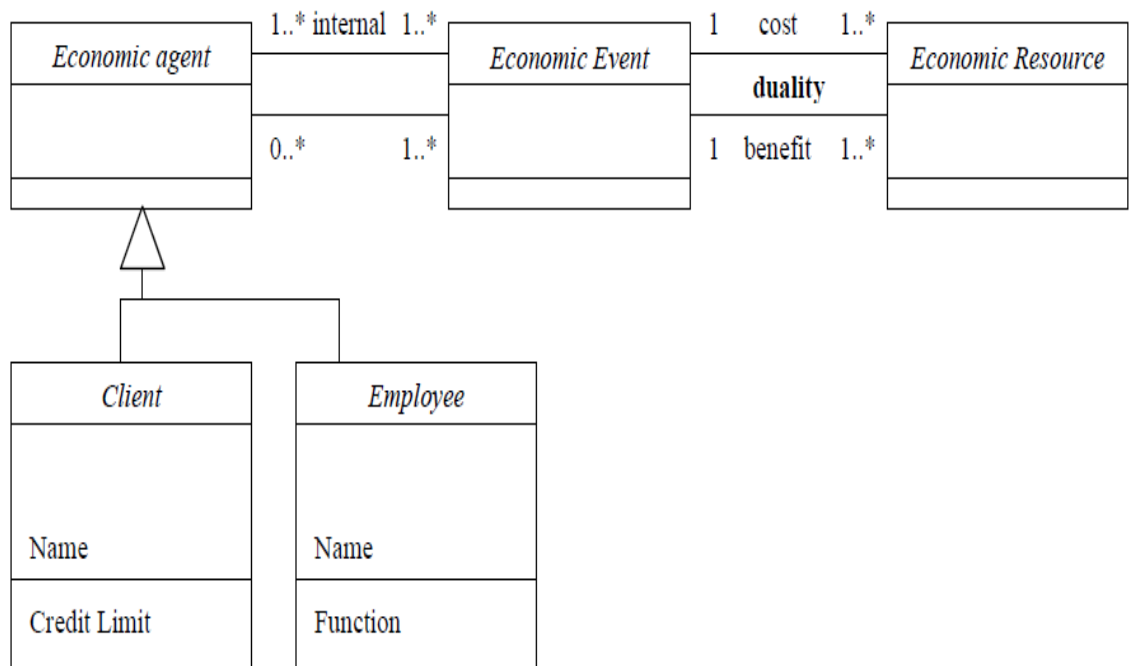 1..* internal 1..* 1 cost 1..*
Economic agent Economic Event Economic Resource
duality
0..* 1..* 1 benefit 1..*
Client Employee
Name Name
Credit Limit Function